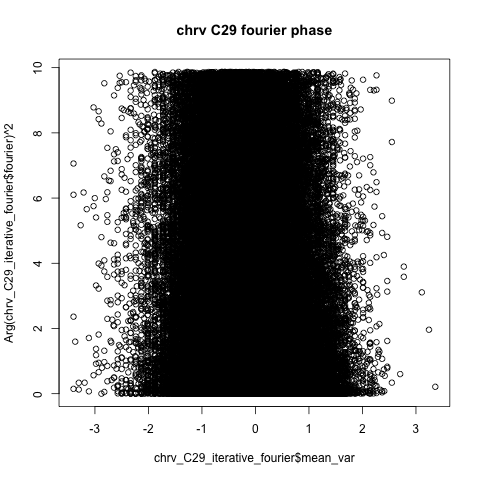 chrv C29 fourier phase
Arg(chrv_C29_iterative_fourier$fourier)^2
10
8
6
4
2
0
-3 -2 -1 0 1 2 3
chrv_C29_iterative_fourier$mean_var